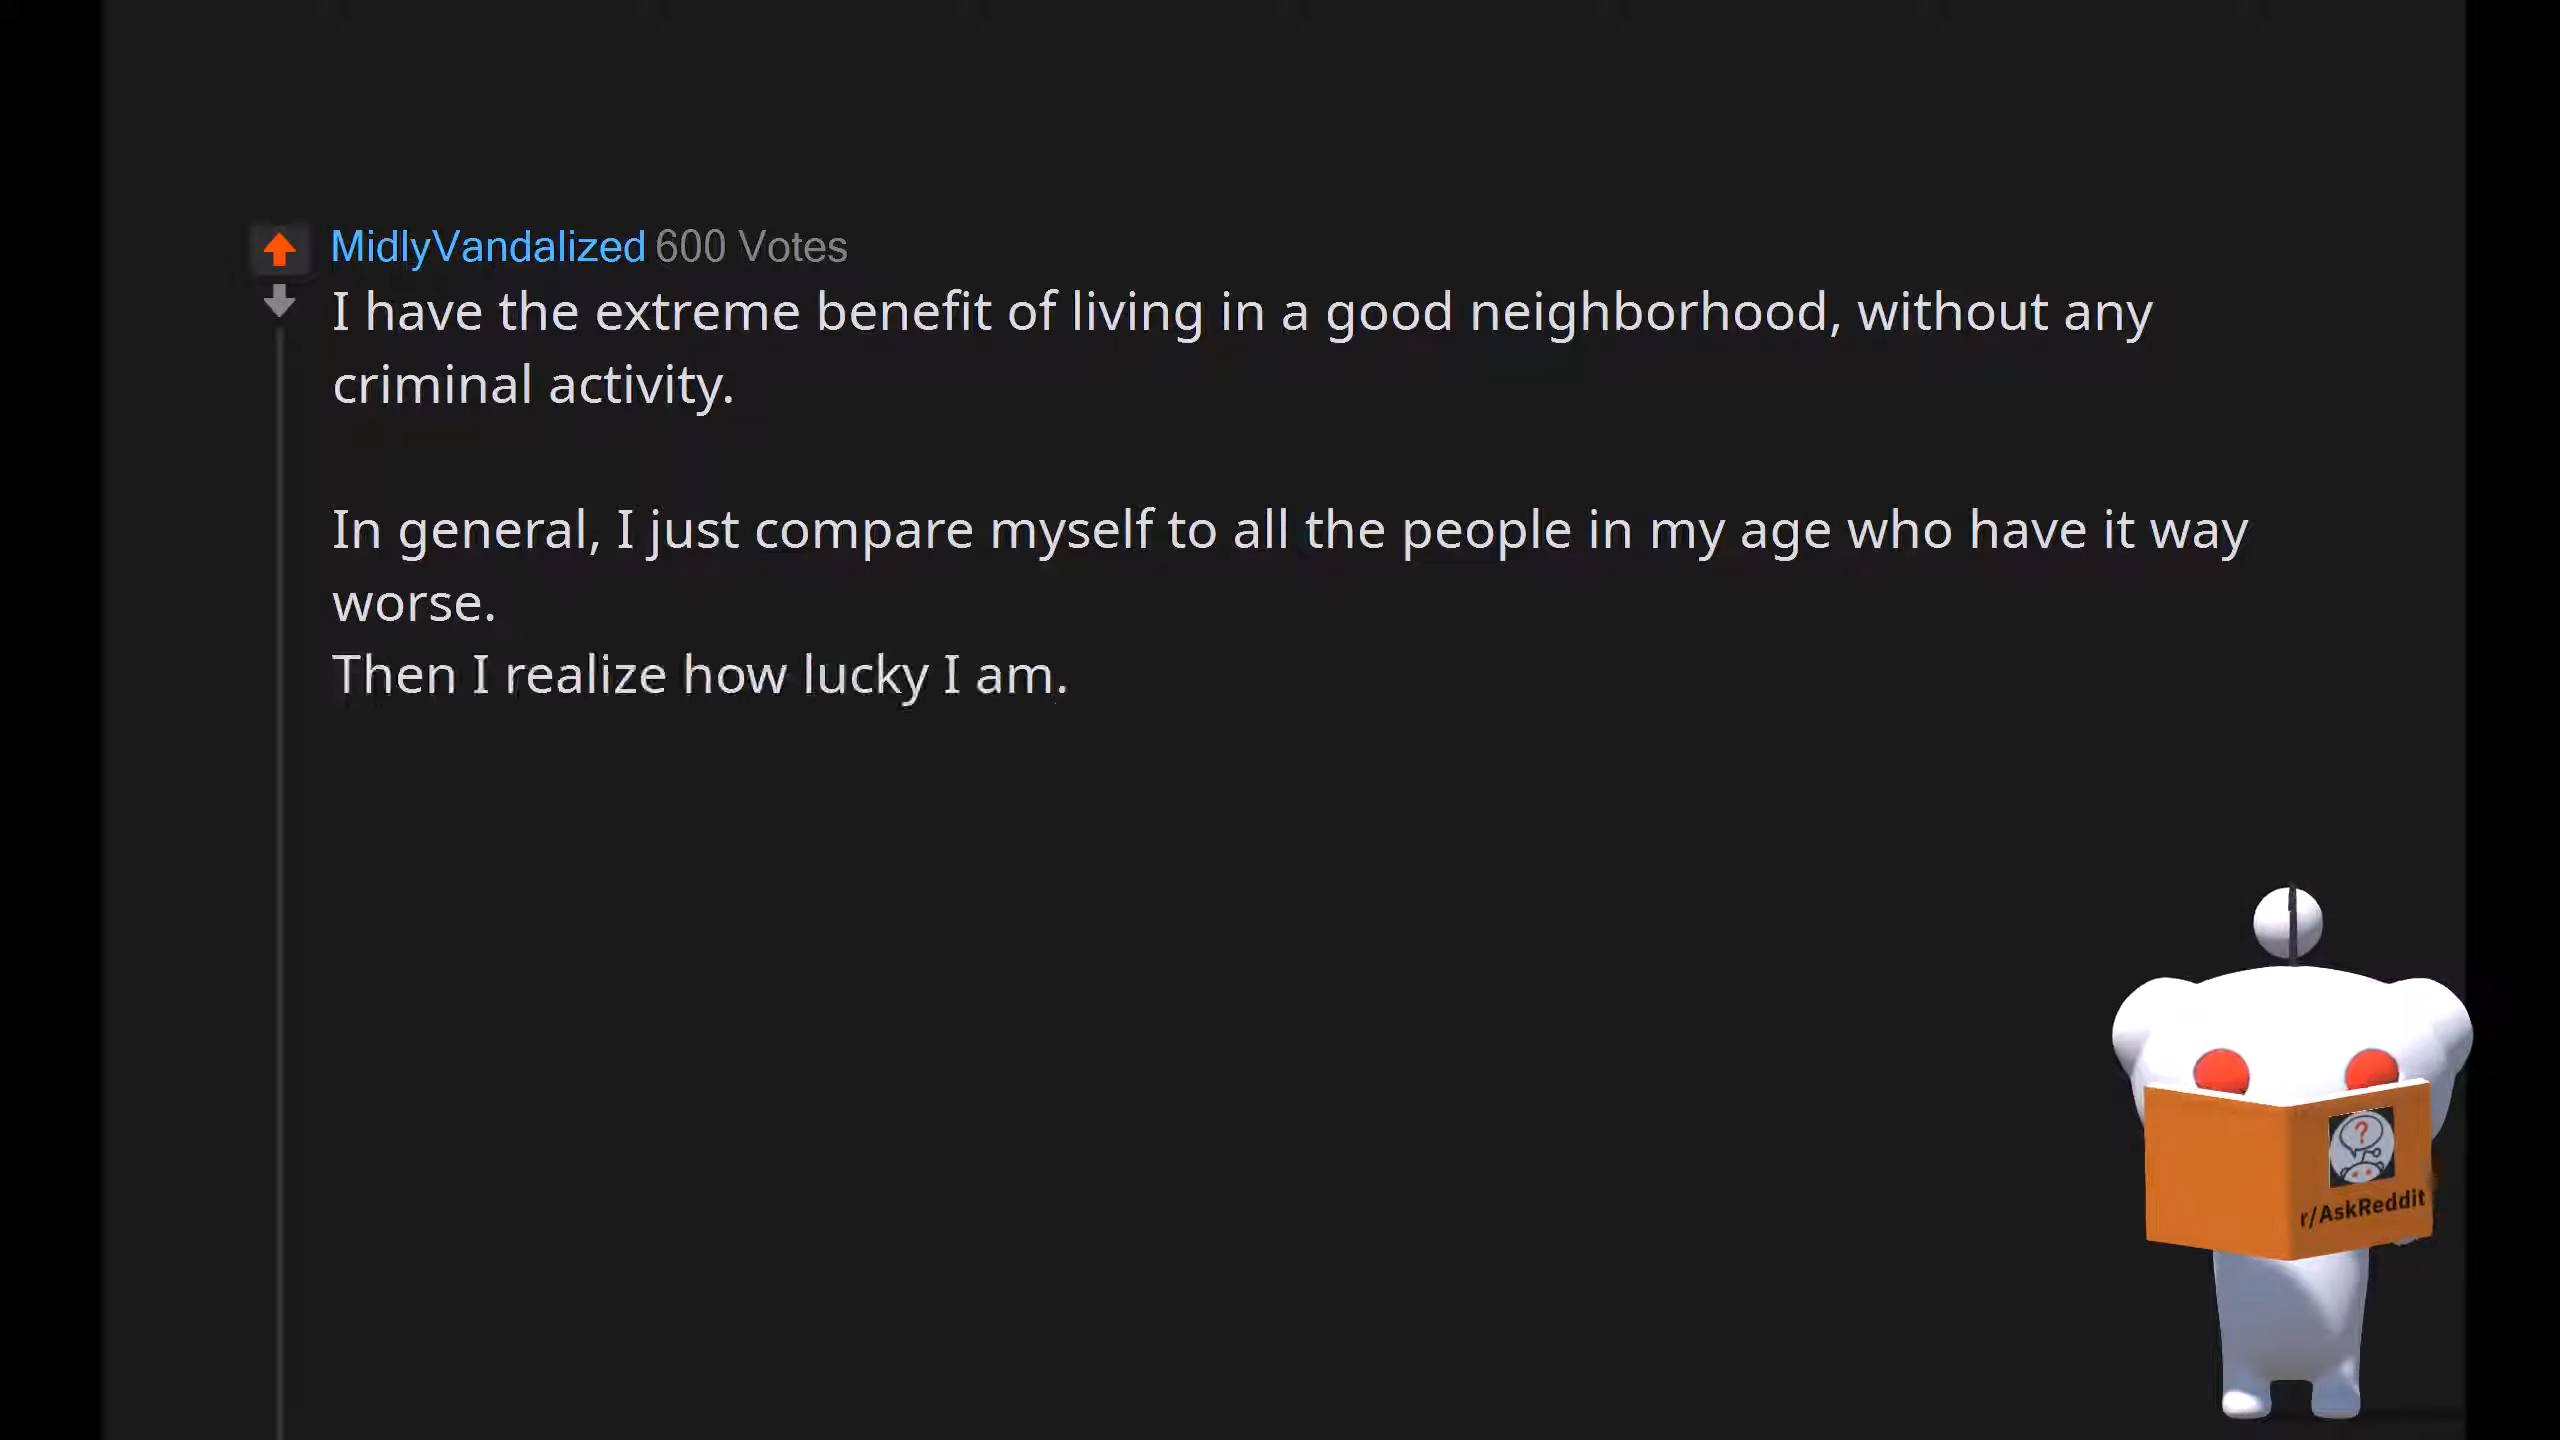 MidlyVandalized 600 Votes
I have the extreme benefit of living in a good neighborhood, without any
criminal activity.
In general, I just compare myself to all the people in my age who have it way
worse.
Then I realize how lucky I am.
?
r/AskReddit